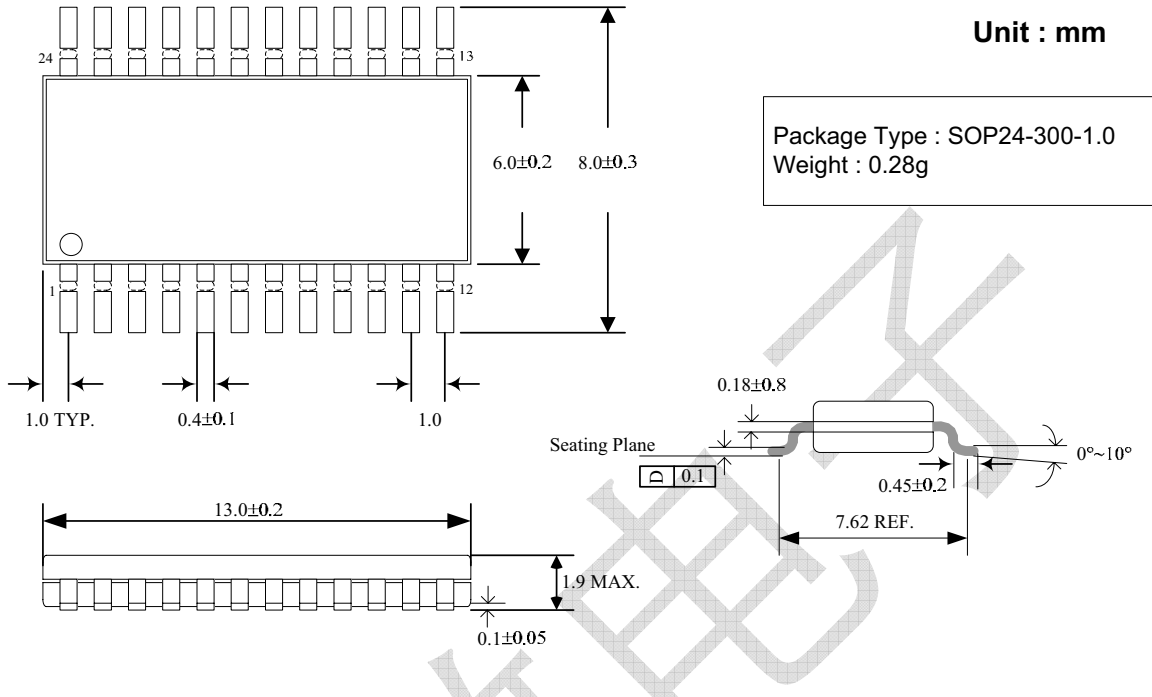 Unit : mm
Package Type : SOP24-300-1.0
Weight : 0.28g
24
13
6.0±0.2
8.0±0.3
1
12
1.0 TYP.
0.4±0.1
1.0
0.18±0.8
Seating Plane
D 0.1
0°~10°
0.45±0.2
7.62 REF.
13.0±0.2
1.9 MAX.
0.1±0.05
电子